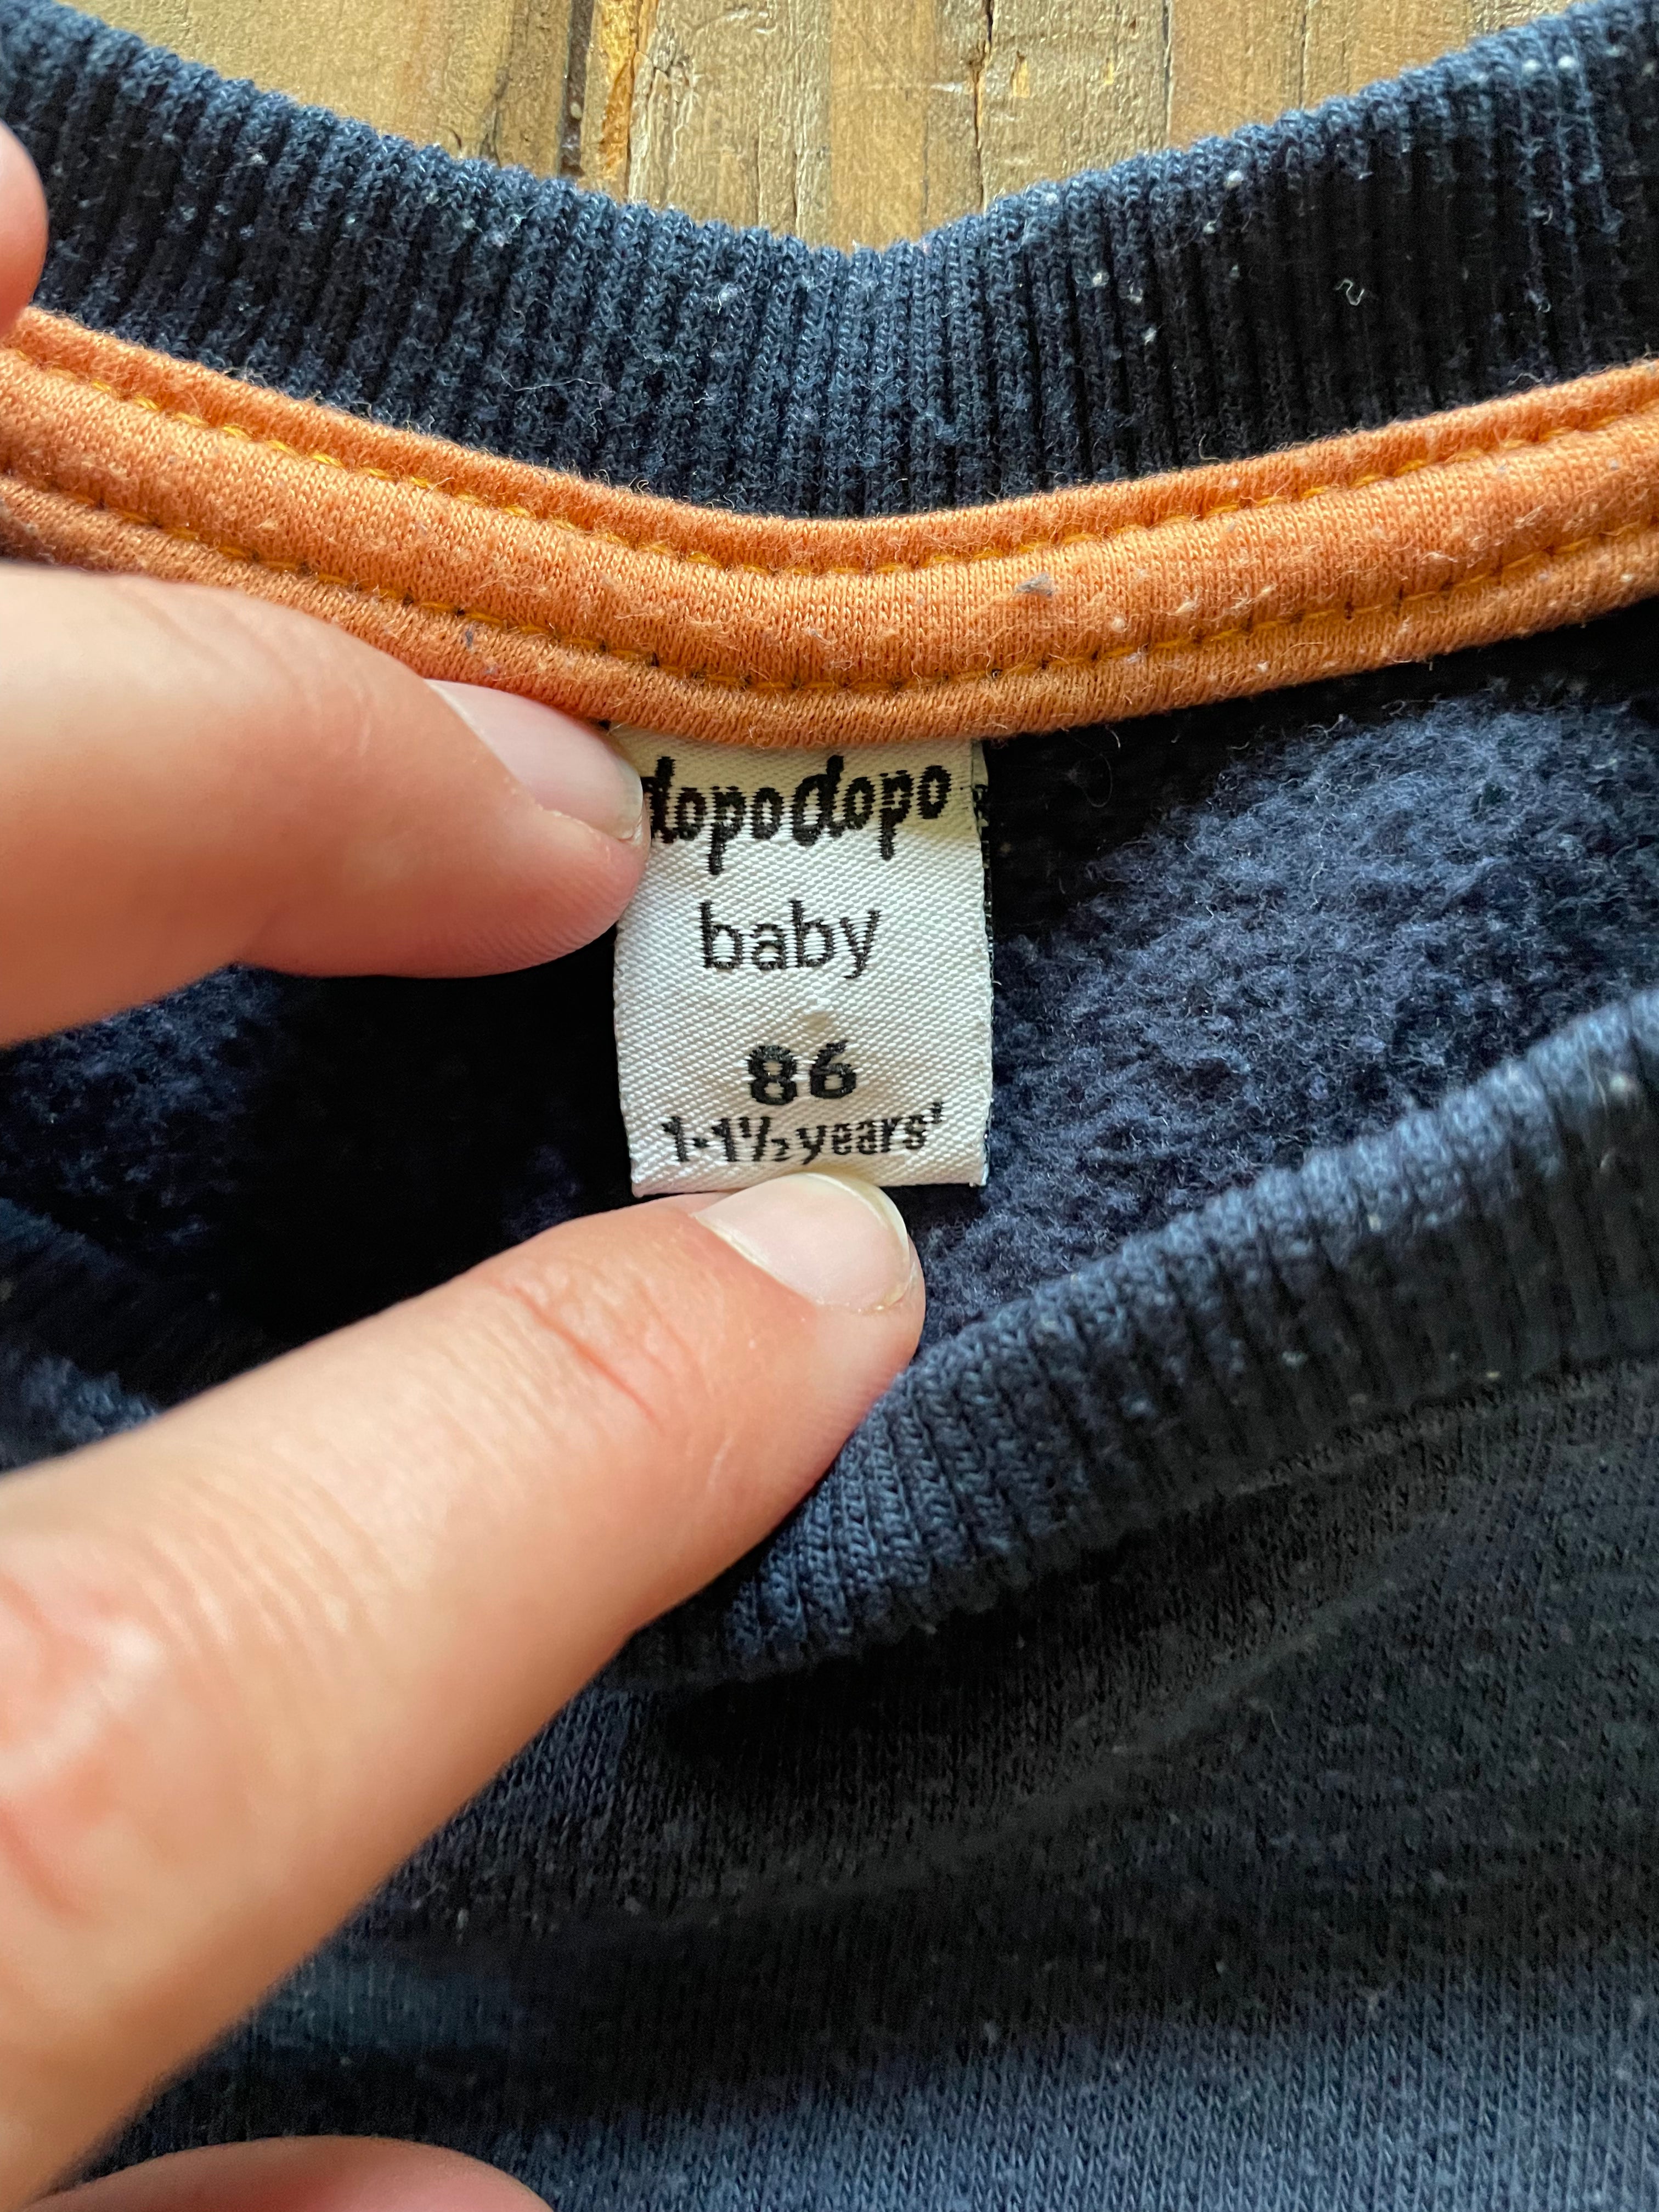 dopodopo
baby
86
1-1½ years'